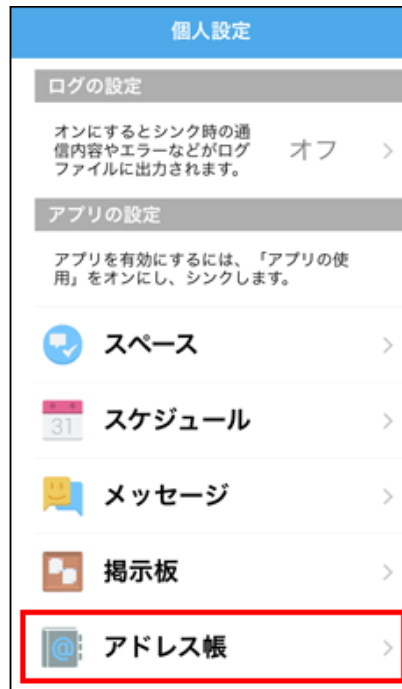 個人設定
ログの設定
オンにするとシンク時の通
信内容やエラーなどがログ
ファイルに出力されます。
オフ
アプリの設定
アプリを有効にするには、「アプリの使
用」をオンにし、シンクします。
スペース
31
スケジュール
メッセージ
掲示板
@
アドレス帳